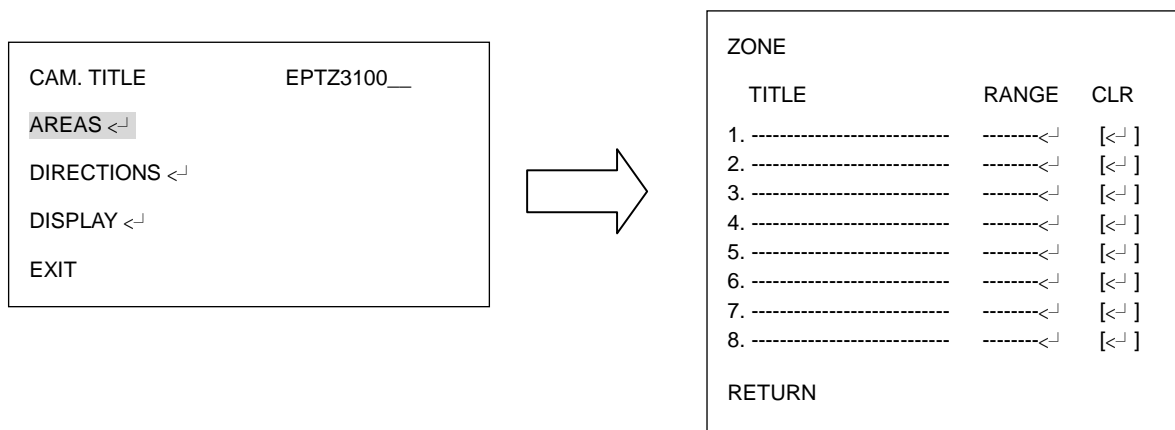 CAM. TITLE EPTZ3100__
AREAS <┘
DIRECTIONS <┘
DISPLAY <┘
EXIT
ZONE
TITLE RANGE CLR
1. ---------------------------- --------<┘ [<┘ ]
2. ---------------------------- --------<┘ [<┘ ]
3. ---------------------------- --------<┘ [<┘ ]
4. ---------------------------- --------<┘ [<┘ ]
5. ---------------------------- --------<┘ [<┘ ]
6. ---------------------------- --------<┘ [<┘ ]
7. ---------------------------- --------<┘ [<┘ ]
8. ---------------------------- --------<┘ [<┘ ]
RETURN